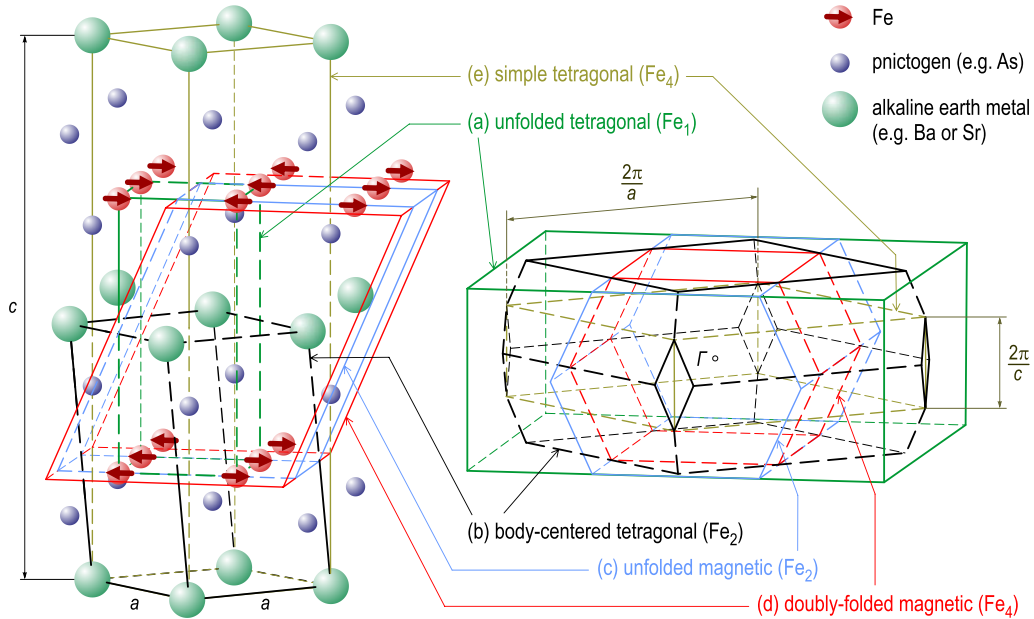 Fe
pnictogen (e.g. As)
alkaline earth metal
(e.g. Ba or Sr)
(e) simple tetragonal (Fe4)
(a) unfolded tetragonal (Fe1)
2π
a
c
Γ
2π
c
(b) body-centered tetragonal (Fe2)
(c) unfolded magnetic (Fe2)
(d) doubly-folded magnetic (Fe4)
a
a